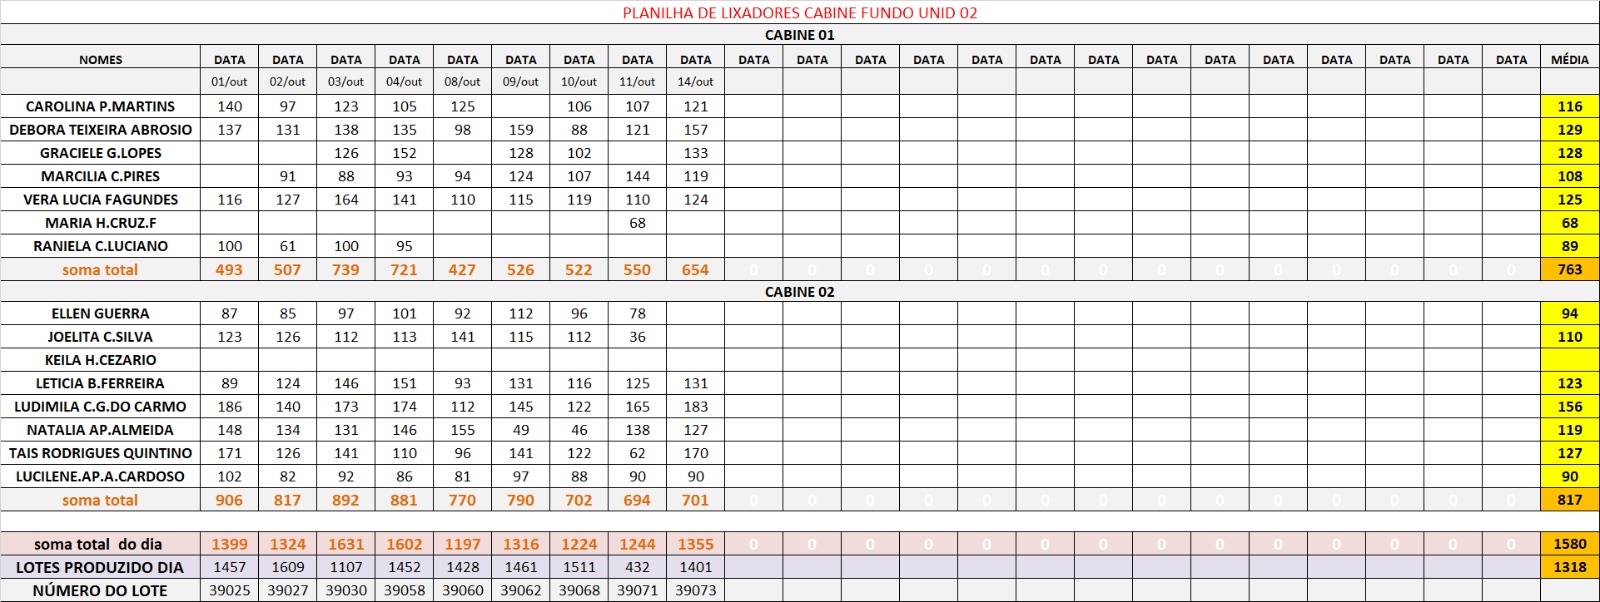 PLANILHA DE LIXADORES CABINE FUNDO UNID 02
CABINE 01
NOMES DATA DATA DATA DATA DATA DATA DATA DATA DATA DATA DATA DATA DATA DATA DATA DATA DATA DATA DATA DATA DATA DATA DATA MÉDIA
01/out 02/out 03/out 04/out 08/out 09/out 10/out 11/out 14/out
CAROLINA P.MARTINS 140 97 123 105 125 106 107 121 116
DEBORA TEIXEIRA ABROSIO 137 131 138 135 98 159 88 121 157 129
GRACIELE G.LOPES 126 152 128 102 133 128
MARCILIA C.PIRES 91 88 93 94 124 107 144 119 108
VERA LUCIA FAGUNDES 116 127 164 141 110 115 119 110 124 125
MARIA H.CRUZ.F 68 68
RANIELA C.LUCIANO 100 61 100 95 89
soma total 493 507 739 721 427 526 522 550 654 0 0 0 0 0 0 0 0 0 0 0 0 0 0 763
CABINE 02
ELLEN GUERRA 87 85 97 101 92 112 96 78 94
JOELITA C.SILVA 123 126 112 113 141 115 112 36 110
KEILA H.CEZARIO
LETICIA B.FERREIRA 89 124 146 151 93 131 116 125 131 123
LUDIMILA C.G.DO CARMO 186 140 173 174 112 145 122 165 183 156
NATALIA AP.ALMEIDA 148 134 131 146 155 49 46 138 127 119
TAIS RODRIGUES QUINTINO 171 126 141 110 96 141 122 62 170 127
LUCILENE.AP.A.CARDOSO 102 82 92 86 81 97 88 90 90 90
soma total 906 817 892 881 770 790 702 694 701 0 0 0 0 0 0 0 0 0 0 0 0 0 0 817
soma total do dia 1399 1324 1631 1602 1197 1316 1224 1244 1355 0 0 0 0 0 0 0 0 0 0 0 0 0 0 1580
LOTES PRODUZIDO DIA 1457 1609 1107 1452 1428 1461 1511 432 1401 1318
NÚMERO DO LOTE 39025 39027 39030 39058 39060 39062 39068 39071 39073